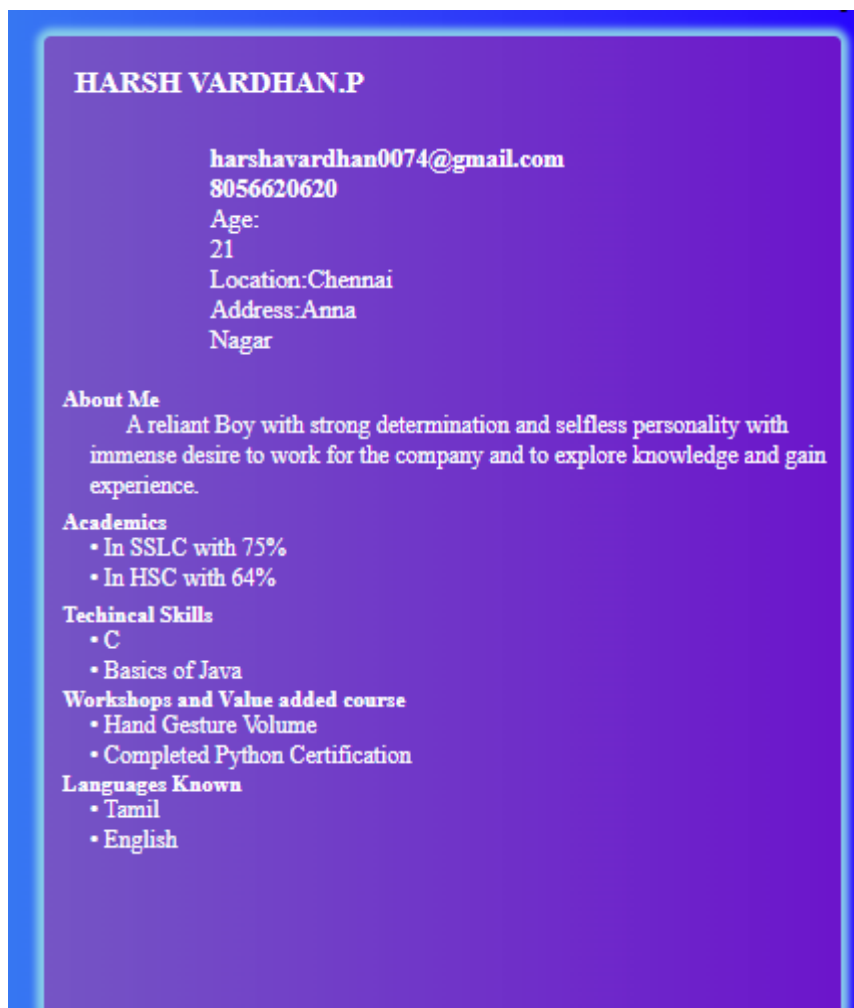 HARSH VARDHAN.P
harshavardhan0074@gmail.com
8056620620
Age:
21
Location:Chennai
Address:Anna
Nagar
About Me
A reliant Boy with strong determination and selfless personality with
immense desire to work for the company and to explore knowledge and gain
experience.
Academics
• In SSLC with 75%
• In HSC with 64%
Techincal Skills
• C
• Basics of Java
Workshops and Value added course
• Hand Gesture Volume
• Completed Python Certification
Languages Known
• Tamil
• English